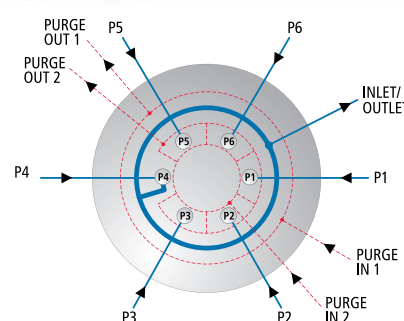 PURGE
OUT 1
P5
P6
PURGE
OUT 2
INLET/
OUTLET
P5
P6
P4
P4
P1
P1
P3
P2
PURGE
IN 1
P3
P2
PURGE
IN 2